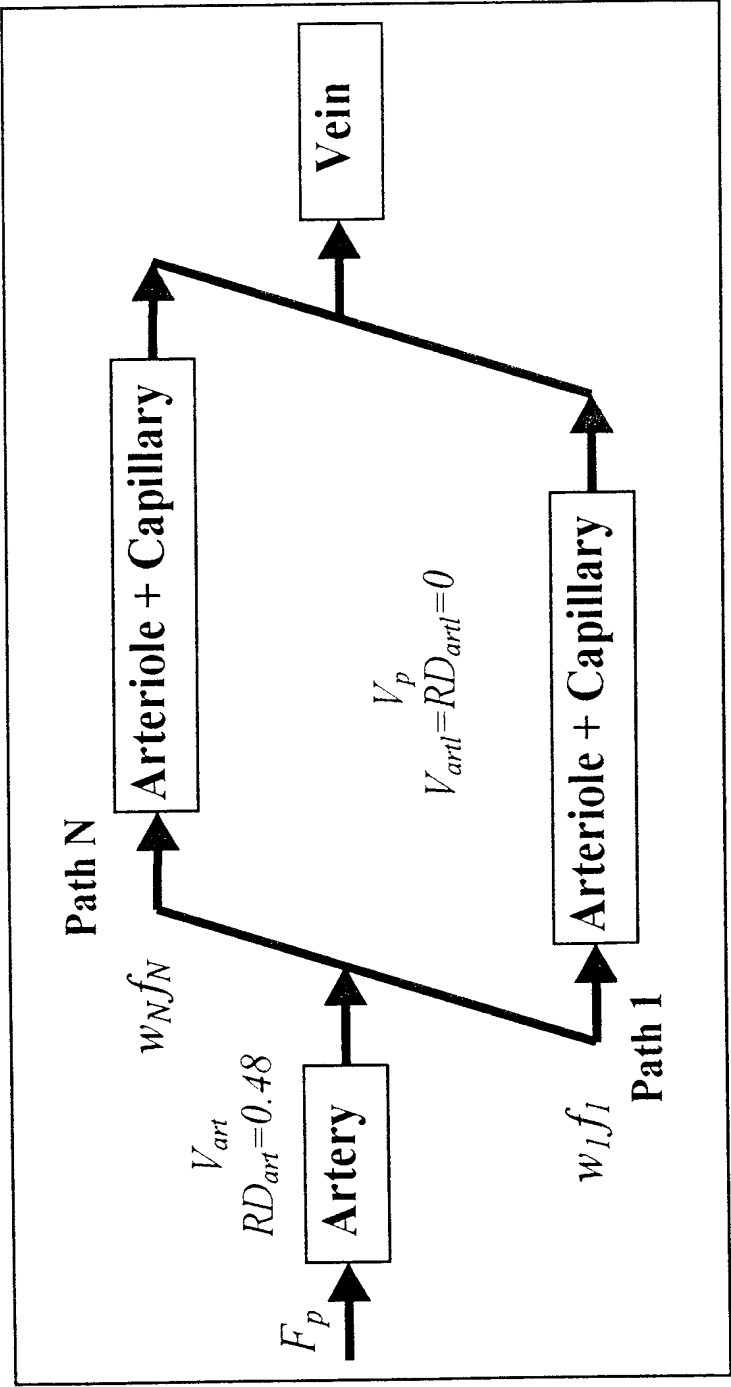 Path N
w_N f_N
Arteriole + Capillary
V_art
RD_art=0.48
F_p
Artery
V_p
V_artl=RD_artl=0
Vein
w_1 f_1
Path 1
Arteriole + Capillary